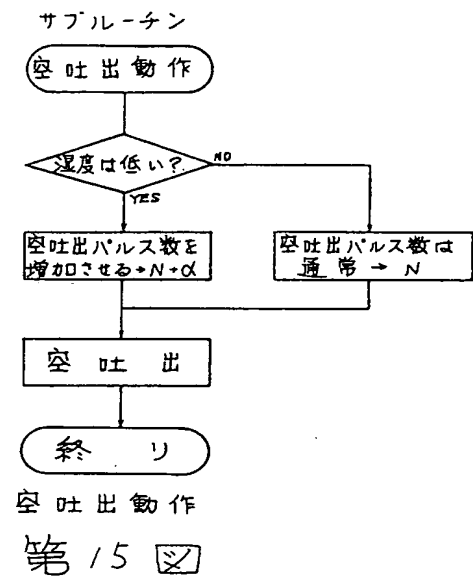 サブルーチン
空吐出動作
湿度は低い?
NO
YES
空吐出パルス数を
増加させる→N+α
空吐出パルス数は
通常→N
空吐出
終り
空吐出動作
第15図